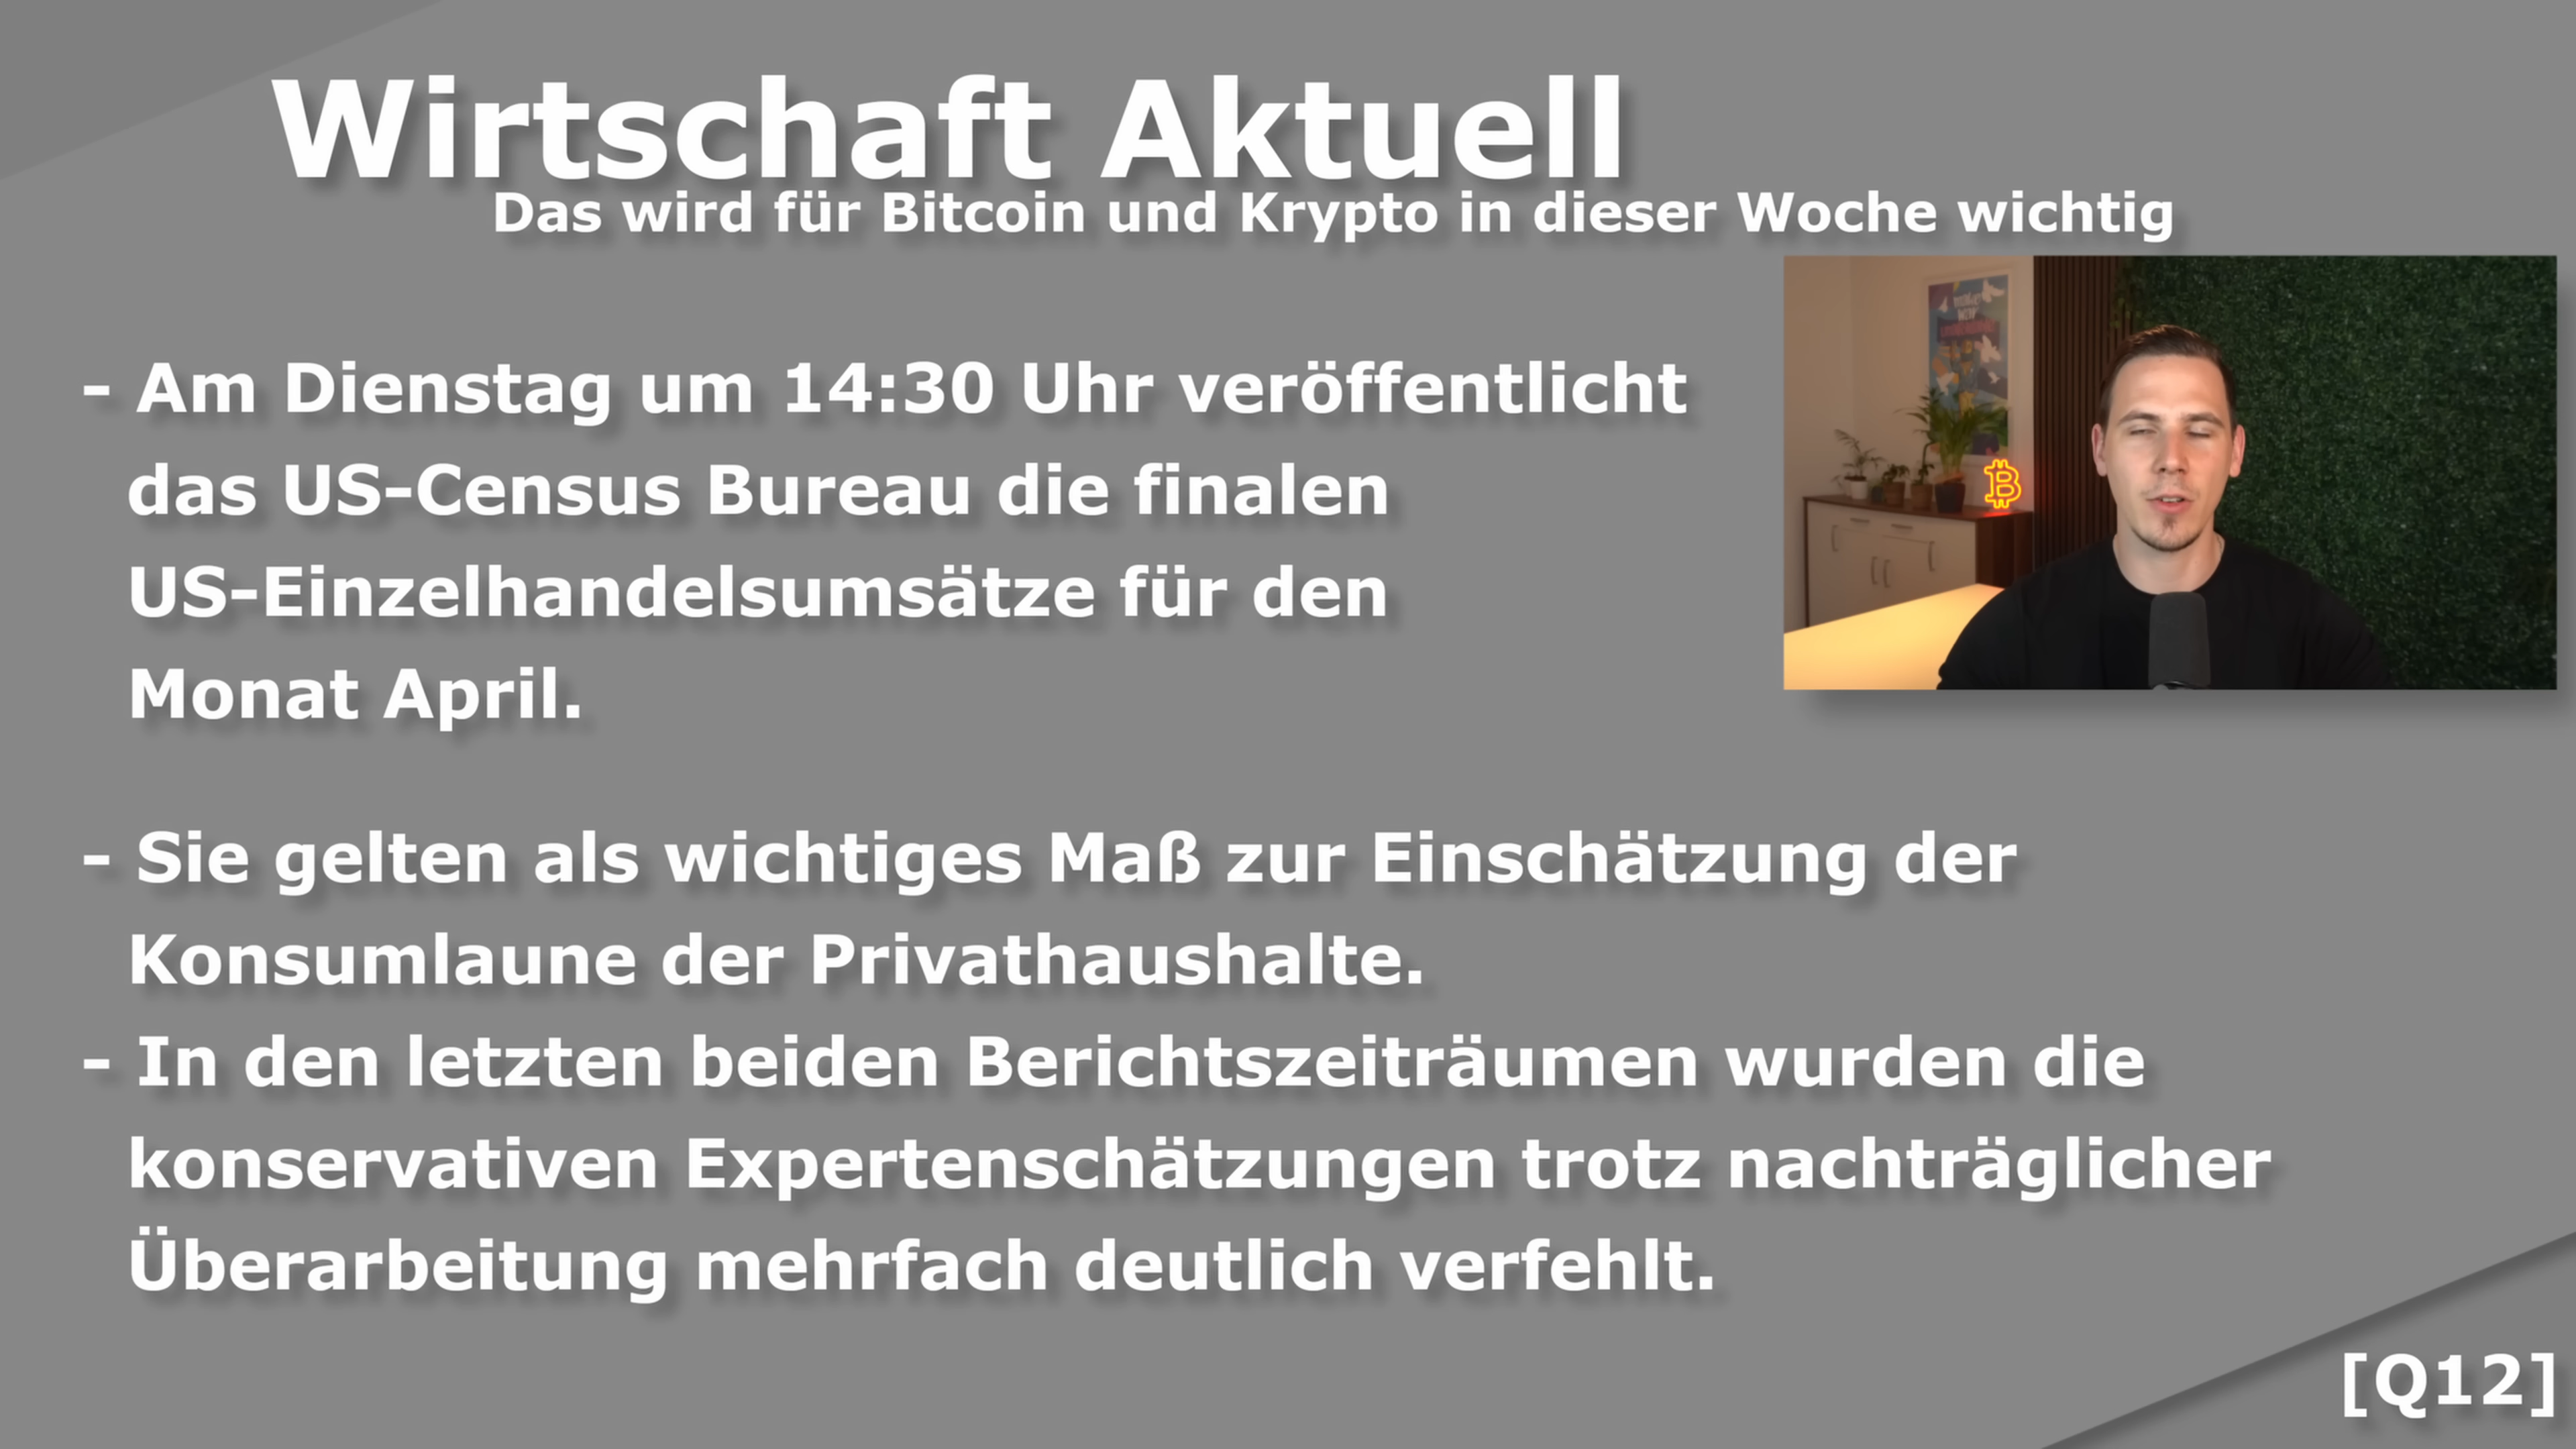 Wirtschaft Aktuell
Das wird für Bitcoin und Krypto in dieser Woche wichtig
- Am Dienstag um 14:30 Uhr veröffentlicht
das US-Census Bureau die finalen
US-Einzelhandelsumsätze für den
Monat April.
- Sie gelten als wichtiges Maß zur Einschätzung der
Konsumlaune der Privathaushalte.
- In den letzten beiden Berichtszeiträumen wurden die
konservativen Expertenschätzungen trotz nachträglicher
Überarbeitung mehrfach deutlich verfehlt.
[Q12]